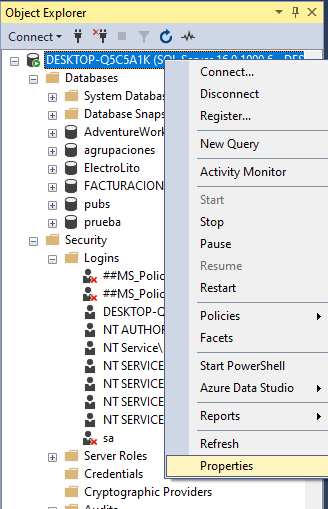 Object Explorer
Connect
DESKTOP-Q5C5A1K (SQL Server 16.0.1000.6 - DES
Databases
System Databa
Database Snaps
AdventureWork
agrupaciones
ElectroLito
FACTURACION
pubs
prueba
Security
Logins
##MS_Polic
##MS_Polic
DESKTOP-Q
NT AUTHOR
NT Service\
NT SERVICE
NT SERVICE
NT SERVICE
NT SERVICE
sa
Server Roles
Credentials
Cryptographic Providers
Audits
Connect...
Disconnect
Register...
New Query
Activity Monitor
Start
Stop
Pause
Resume
Restart
Policies
Facets
Start PowerShell
Azure Data Studio
Reports
Refresh
Properties